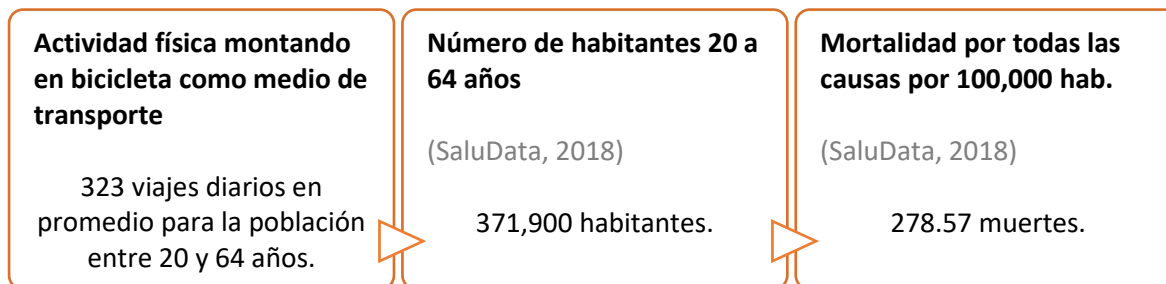 Actividad física montando
en bicicleta como medio de
transporte
323 viajes diarios en
promedio para la población
entre 20 y 64 años.
Número de habitantes 20 a
64 años
(SaluData, 2018)
371,900 habitantes.
Mortalidad por todas las
causas por 100,000 hab.
(SaluData, 2018)
278.57 muertes.